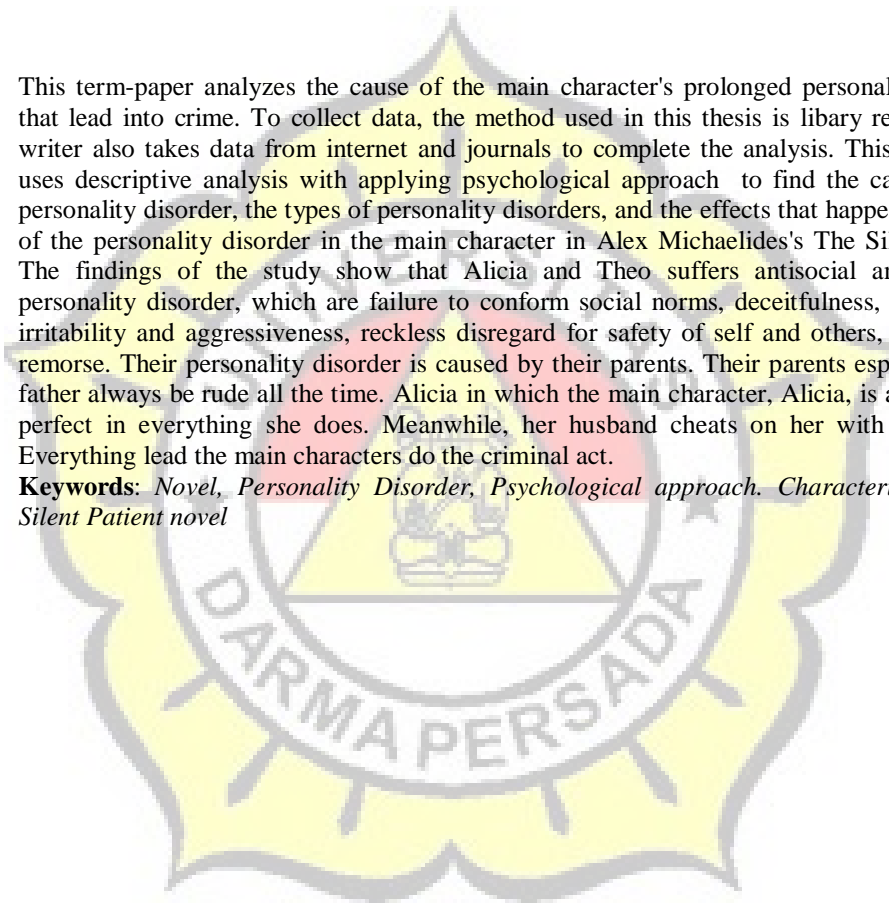 This term-paper analyzes the cause of the main character's prolonged personal
that lead into crime. To collect data, the method used in this thesis is libary re
writer also takes data from internet and journals to complete the analysis. This
uses descriptive analysis with applying psychological approach to find the ca
personality disorder, the types of personality disorders, and the effects that happe
of the personality disorder in the main character in Alex Michaelides's The Sil
The findings of the study show that Alicia and Theo suffers antisocial an
personality disorder, which are failure to conform social norms, deceitfulness,
irritability and aggressiveness, reckless disregard for safety of self and others,
remorse. Their personality disorder is caused by their parents. Their parents esp
father always be rude all the time. Alicia in which the main character, Alicia, is a
perfect in everything she does. Meanwhile, her husband cheats on her with
Everything lead the main characters do the criminal act.
Keywords: Novel, Personality Disorder, Psychological approach. Character
Silent Patient novel
UNIVERSITAS
DARMA PERSADA